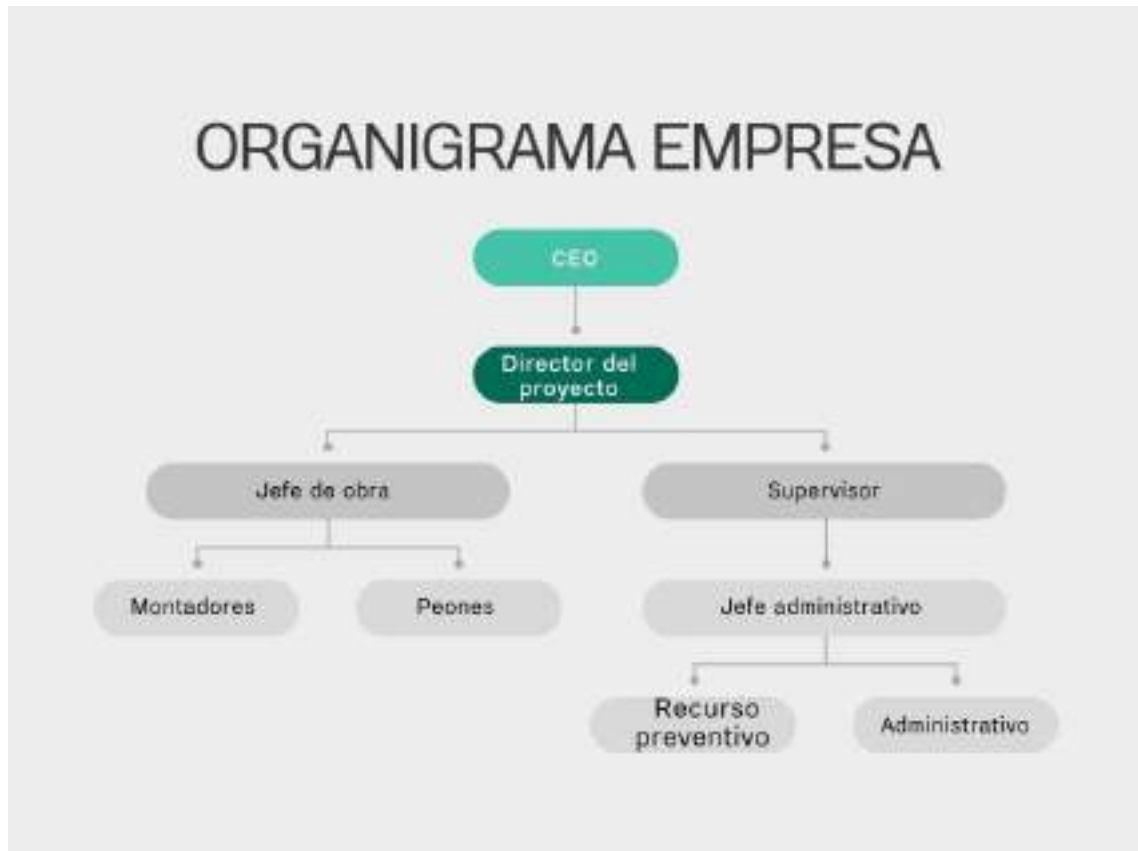 ORGANIGRAMA EMPRESA
CEO
Director del
proyecto
Jefe de obra
Supervisor
Montadores
Peones
Jefe administrativo
Recurso
preventivo
Administrativo